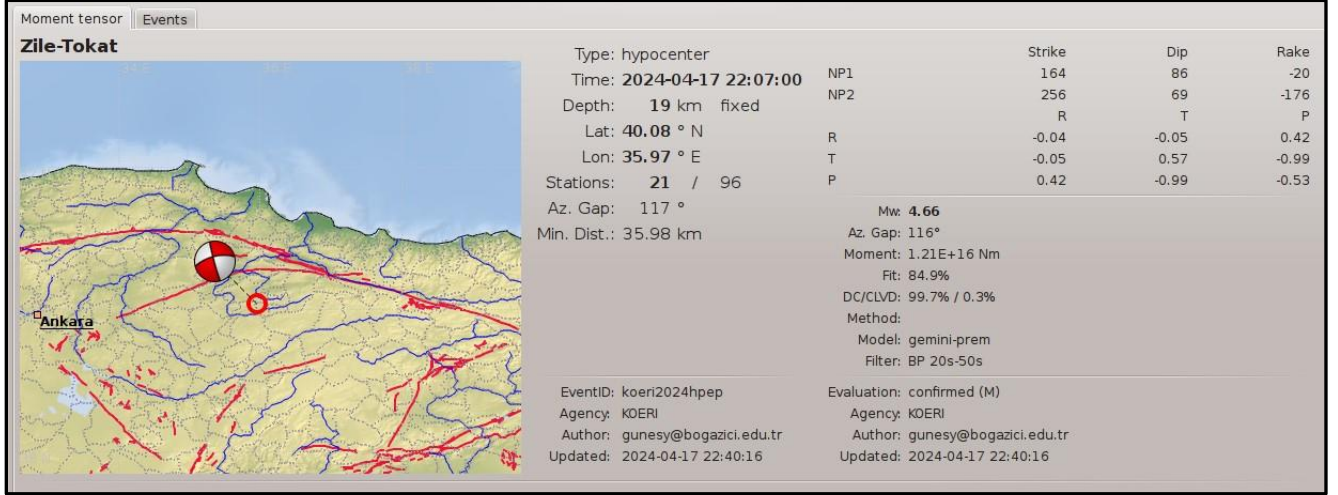 Moment tensor Events
Zile-Tokat
34 E 36 E 38 E
Ankara
Type: hypocenter
Time: 2024-04-17 22:07:00
Depth: 19 km fixed
Lat: 40.08 ° N
Lon: 35.97 ° E
Stations: 21 / 96
Az. Gap: 117 °
Min. Dist.: 35.98 km
Strike Dip Rake
NP1 164 86 -20
NP2 256 69 -176
R T P
R -0.04 -0.05 0.42
T -0.05 0.57 -0.99
P 0.42 -0.99 -0.53
Mw: 4.66
Az. Gap: 116°
Moment: 1.21E+16 Nm
Fit: 84.9%
DC/CLVD: 99.7% / 0.3%
Method:
Model: gemini-prem
Filter: BP 20s-50s
EventID: koeri2024hpep
Agency: KOERI
Author: gunesy@bogazici.edu.tr
Updated: 2024-04-17 22:40:16
Evaluation: confirmed (M)
Agency: KOERI
Author: gunesy@bogazici.edu.tr
Updated: 2024-04-17 22:40:16